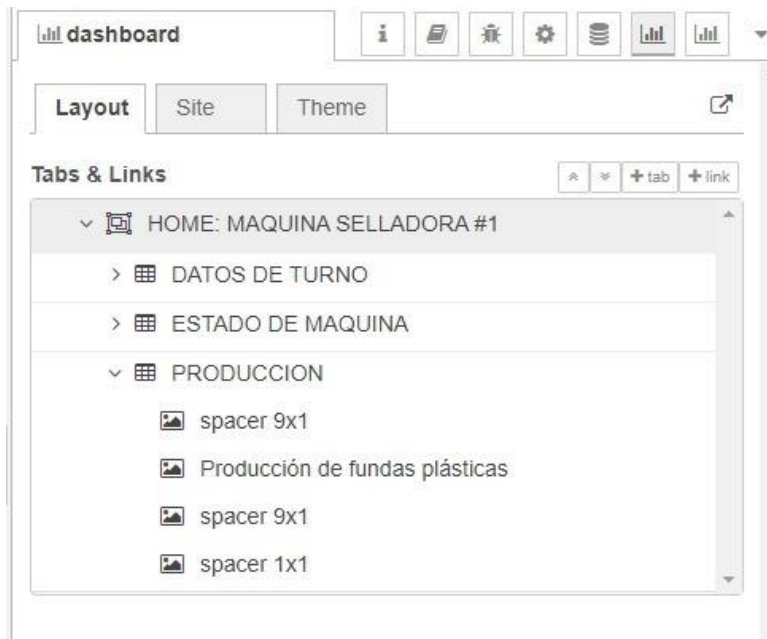 dashboard
Layout Site Theme
Tabs & Links
+ tab + link
HOME: MAQUINA SELLADORA #1
DATOS DE TURNO
ESTADO DE MAQUINA
PRODUCCION
spacer 9x1
Producción de fundas plásticas
spacer 9x1
spacer 1x1